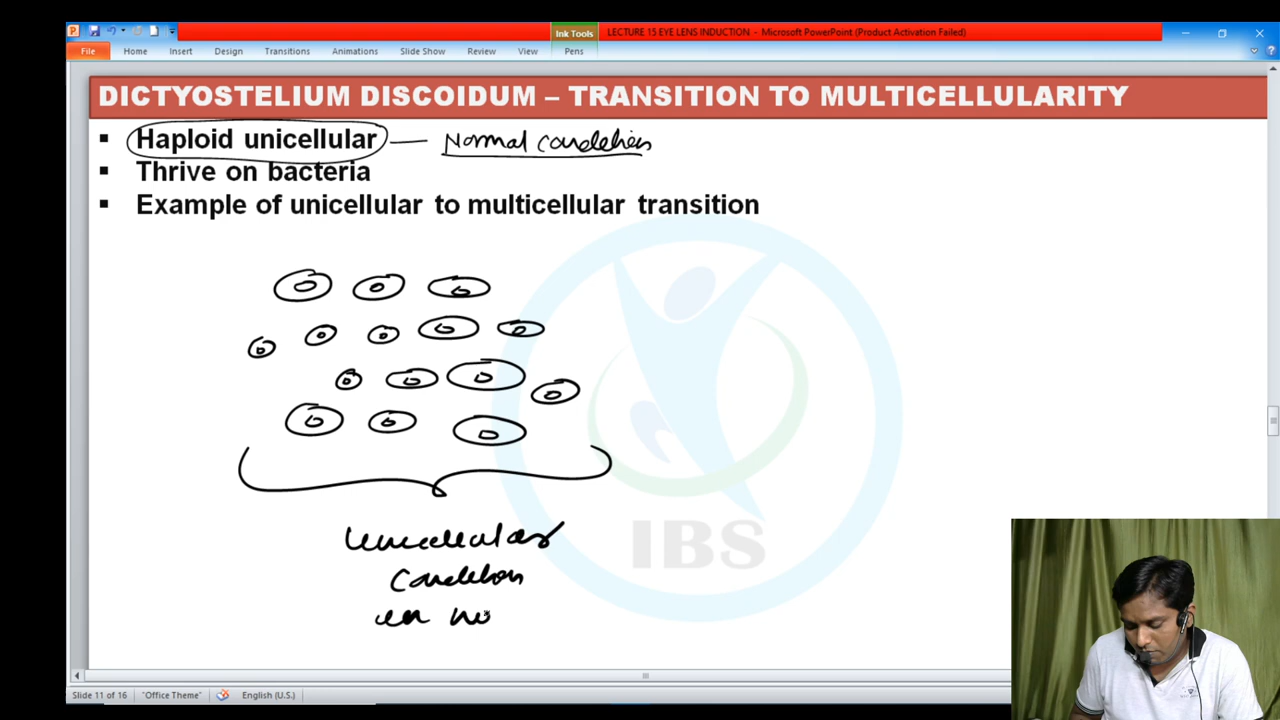 Ink Tools
LECTURE 15 EYE LENS INDUCTION - Microsoft PowerPoint (Product Activation Failed)
File Home Insert Design Transitions Animations Slide Show Review View Pens
DICTYOSTELIUM DISCOIDUM – TRANSITION TO MULTICELLULARITY
Haploid unicellular — Normal condition
Thrive on bacteria
Example of unicellular to multicellular transition
IBS
unicellular
condition
in no
Slide 11 of 16 "Office Theme" English (U.S.)